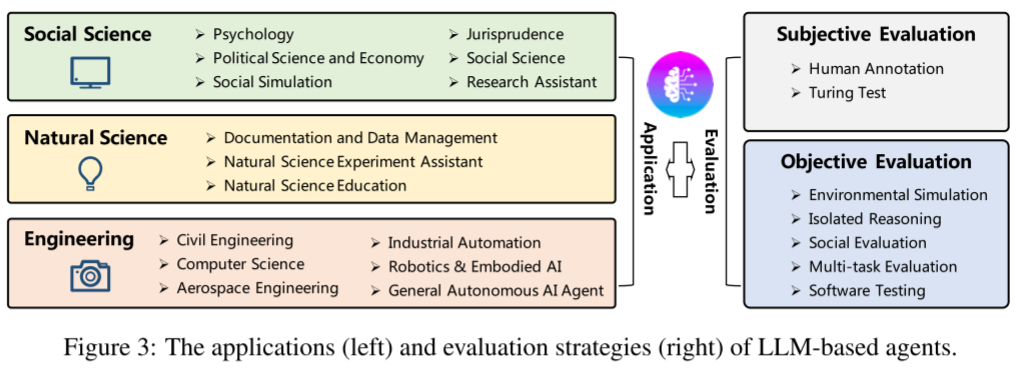 Social Science
➢ Psychology
➢ Political Science and Economy
➢ Social Simulation
➢ Jurisprudence
➢ Social Science
➢ Research Assistant
Natural Science
➢ Documentation and Data Management
➢ Natural Science Experiment Assistant
➢ Natural Science Education
Engineering
➢ Civil Engineering
➢ Computer Science
➢ Aerospace Engineering
➢ Industrial Automation
➢ Robotics & Embodied AI
➢ General Autonomous AI Agent
Application
Evaluation
Subjective Evaluation
➢ Human Annotation
➢ Turing Test
Objective Evaluation
➢ Environmental Simulation
➢ Isolated Reasoning
➢ Social Evaluation
➢ Multi-task Evaluation
➢ Software Testing
Figure 3: The applications (left) and evaluation strategies (right) of LLM-based agents.